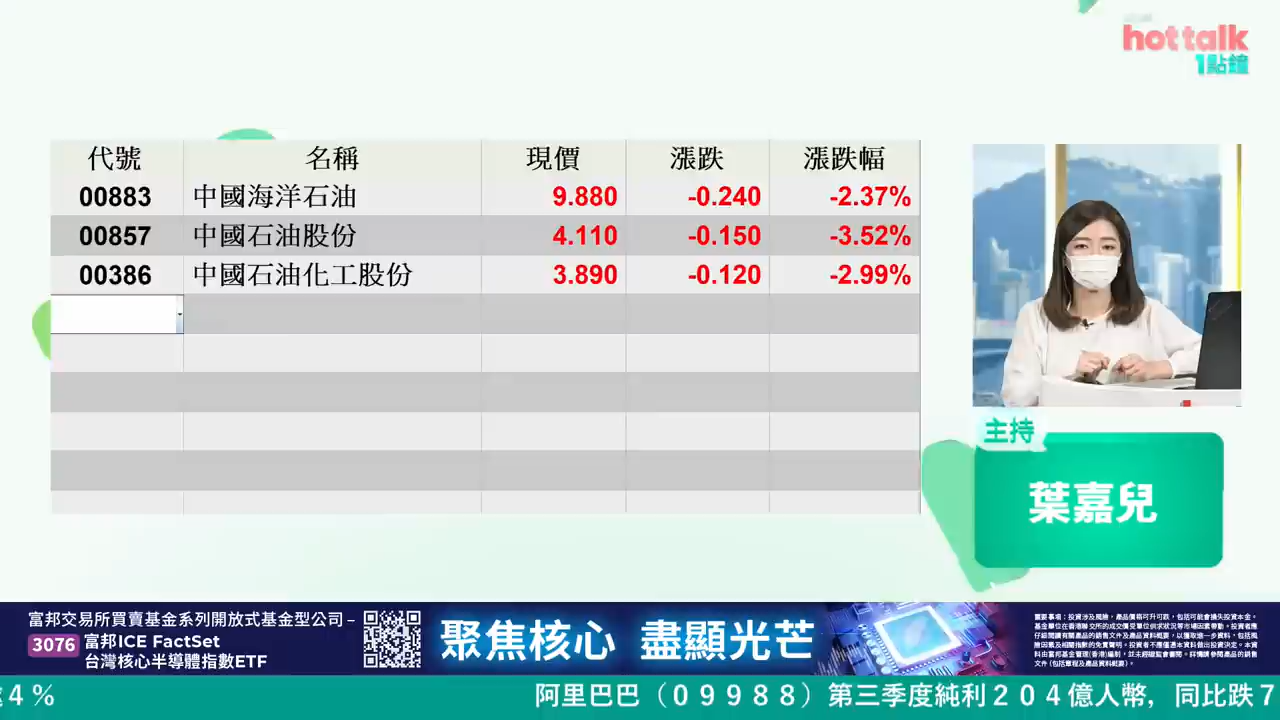 hot talk
1點鐘
代號 名稱 現價 漲跌 漲跌幅
00883 中國海洋石油 9.880 -0.240 -2.37%
00857 中國石油股份 4.110 -0.150 -3.52%
00386 中國石油化工股份 3.890 -0.120 -2.99%
主持
葉嘉兒
富邦交易所買賣基金系列開放式基金型公司 –
3076 富邦ICE FactSet
台灣核心半導體指數ETF
聚焦核心 盡顯光芒
4%
阿里巴巴（09988）第三季度純利204億人幣，同比跌7